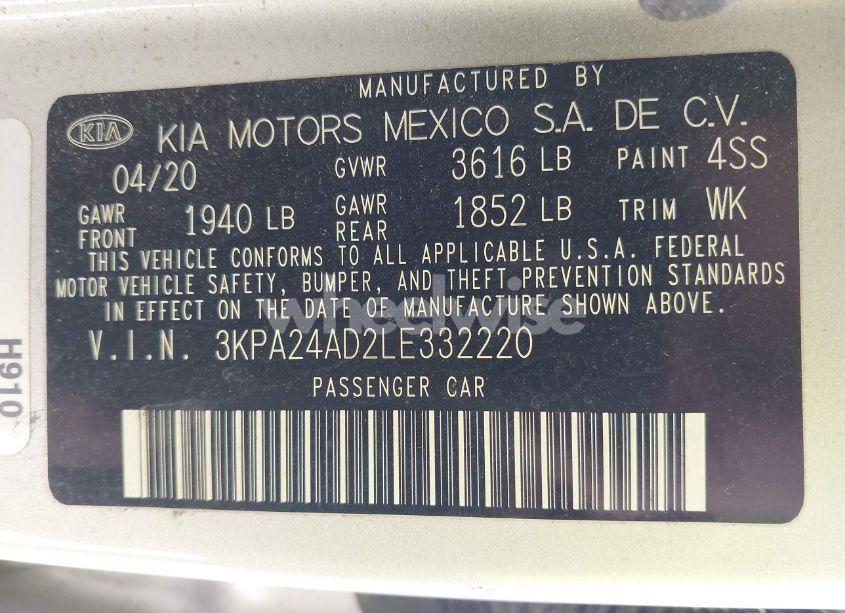 MANUFACTURED BY
KIA KIA MOTORS MEXICO S.A. DE C.V.
04/20 GVWR 3616 LB PAINT 4SS
GAWR FRONT 1940 LB GAWR REAR 1852 LB TRIM WK
THIS VEHICLE CONFORMS TO ALL APPLICABLE U.S.A. FEDERAL
MOTOR VEHICLE SAFETY, BUMPER, AND THEFT PREVENTION STANDARDS
IN EFFECT ON THE DATE OF MANUFACTURE SHOWN ABOVE.
wheelwise
V.I.N. 3KPA24AD2LE332220
PASSENGER CAR
H910